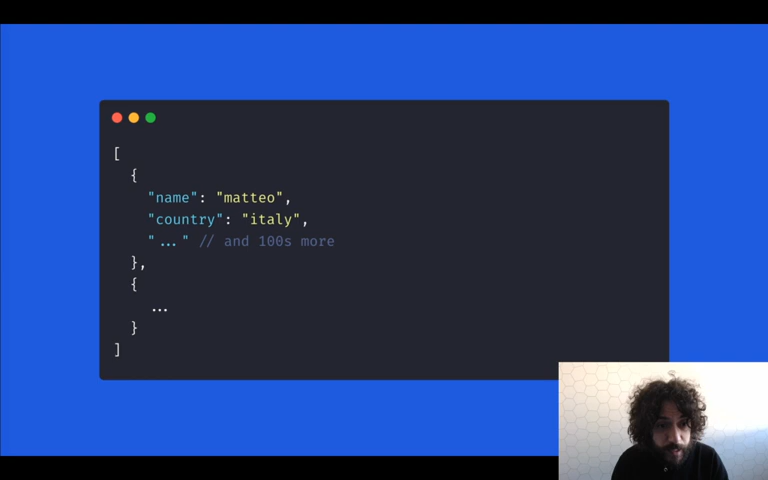 [
{
"name": "matteo",
"country": "italy",
"..." // and 100s more
},
{
...
}
]